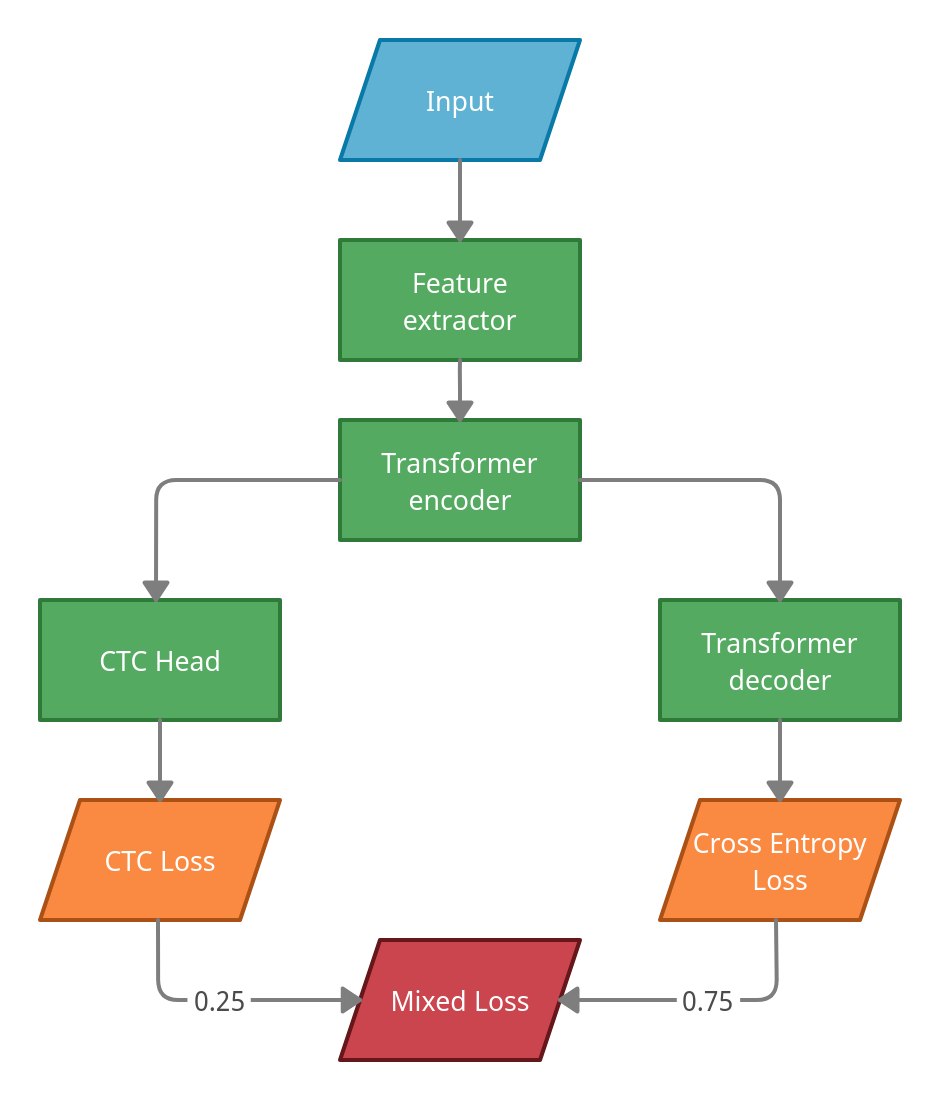 Input
Feature
extractor
Transformer
encoder
CTC Head
Transformer
decoder
CTC Loss
Cross Entropy
Loss
0.25
Mixed Loss
0.75